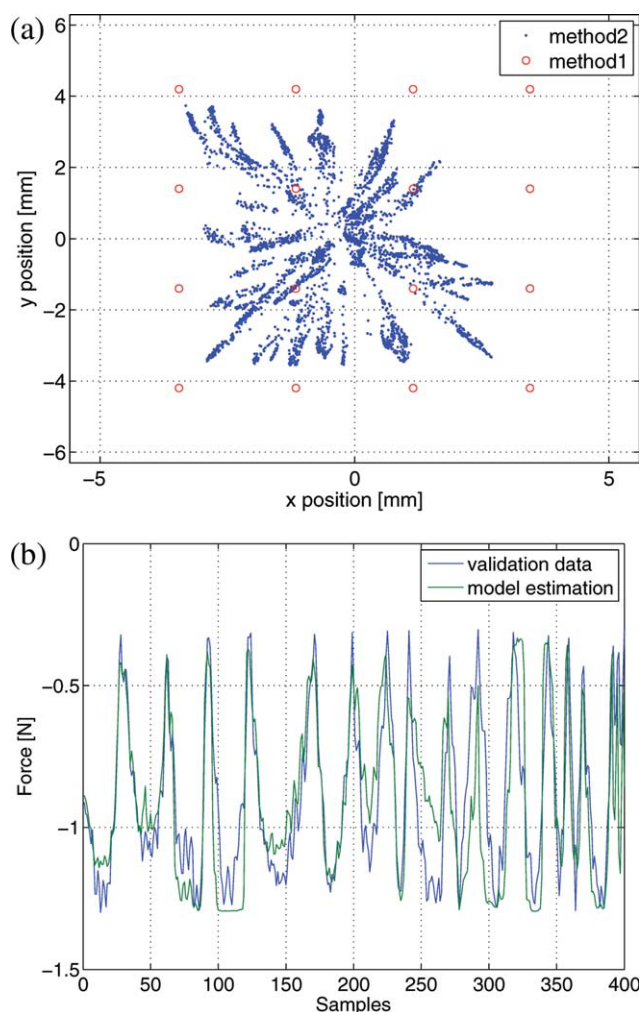 (a)
method2
method1
6
4
2
0
−2
−4
−6
y position [mm]
−5
0
5
x position [mm]
(b)
validation data
model estimation
0
−0.5
−1
−1.5
Force [N]
0
50
100
150
200
250
300
350
400
Samples